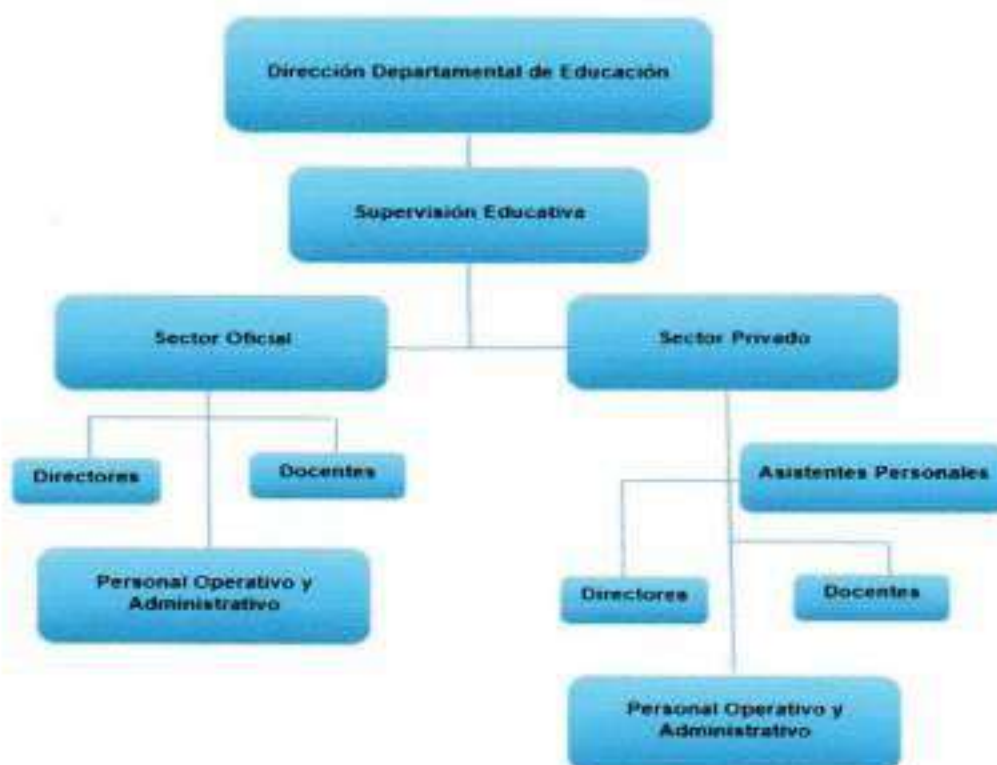 Dirección Departamental de Educación
Supervisión Educativa
Sector Oficial
Sector Privado
Directores
Docentes
Asistentes Personales
Personal Operativo y
Administrativo
Directores
Docentes
Personal Operativo y
Administrativo